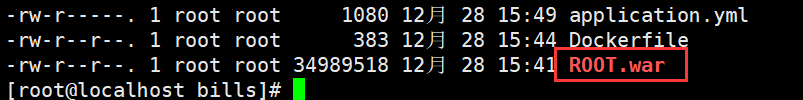 -rw-r-----. 1 root root     1080 12月 28 15:49 application.yml
-rw-r--r--. 1 root root      383 12月 28 15:44 Dockerfile
-rw-r--r--. 1 root root 34989518 12月 28 15:41 ROOT.war
[root@localhost bills]#